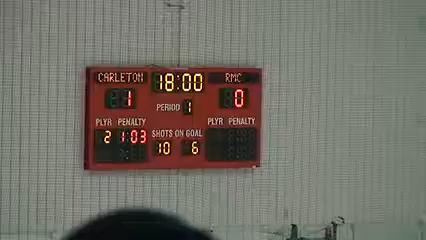 CARLETON 18:00 RMC
1 PERIOD 1 0
PLYR PENALTY SHOTS ON GOAL PLYR PENALTY
2 1:03 10 6